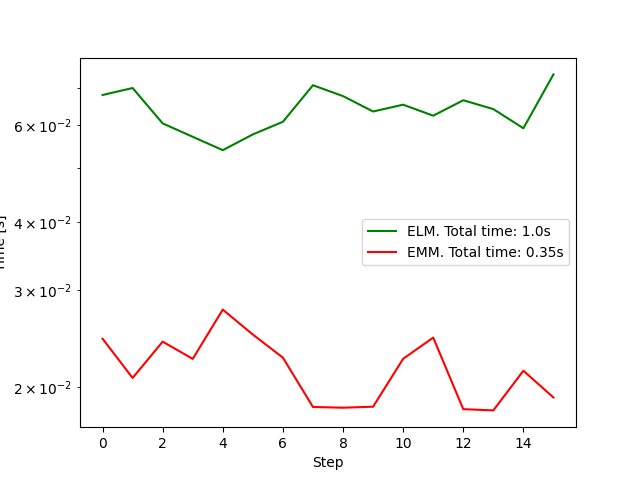 6 × 10⁻²
4 × 10⁻²
3 × 10⁻²
2 × 10⁻²
ELM. Total time: 1.0s
EMM. Total time: 0.35s
0 2 4 6 8 10 12 14
Step